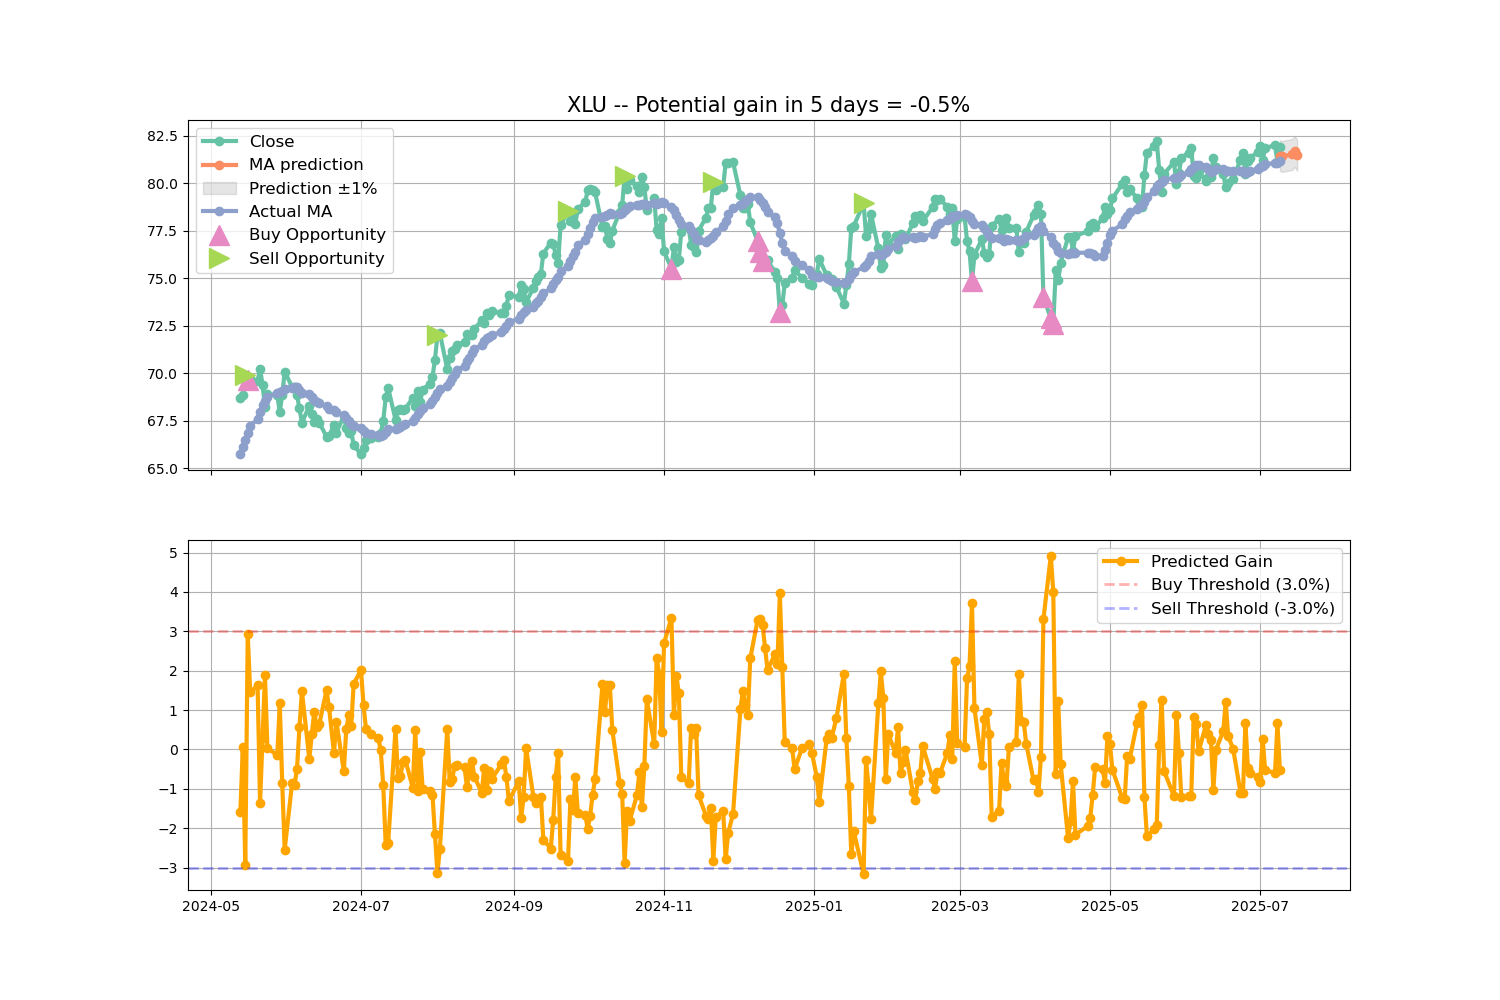 XLU -- Potential gain in 5 days = -0.5%
82.5
80.0
77.5
75.0
72.5
70.0
67.5
65.0
Close
MA prediction
Prediction ±1%
Actual MA
Buy Opportunity
Sell Opportunity
5
4
3
2
1
0
−1
−2
−3
Predicted Gain
Buy Threshold (3.0%)
Sell Threshold (-3.0%)
2024-05
2024-07
2024-09
2024-11
2025-01
2025-03
2025-05
2025-07